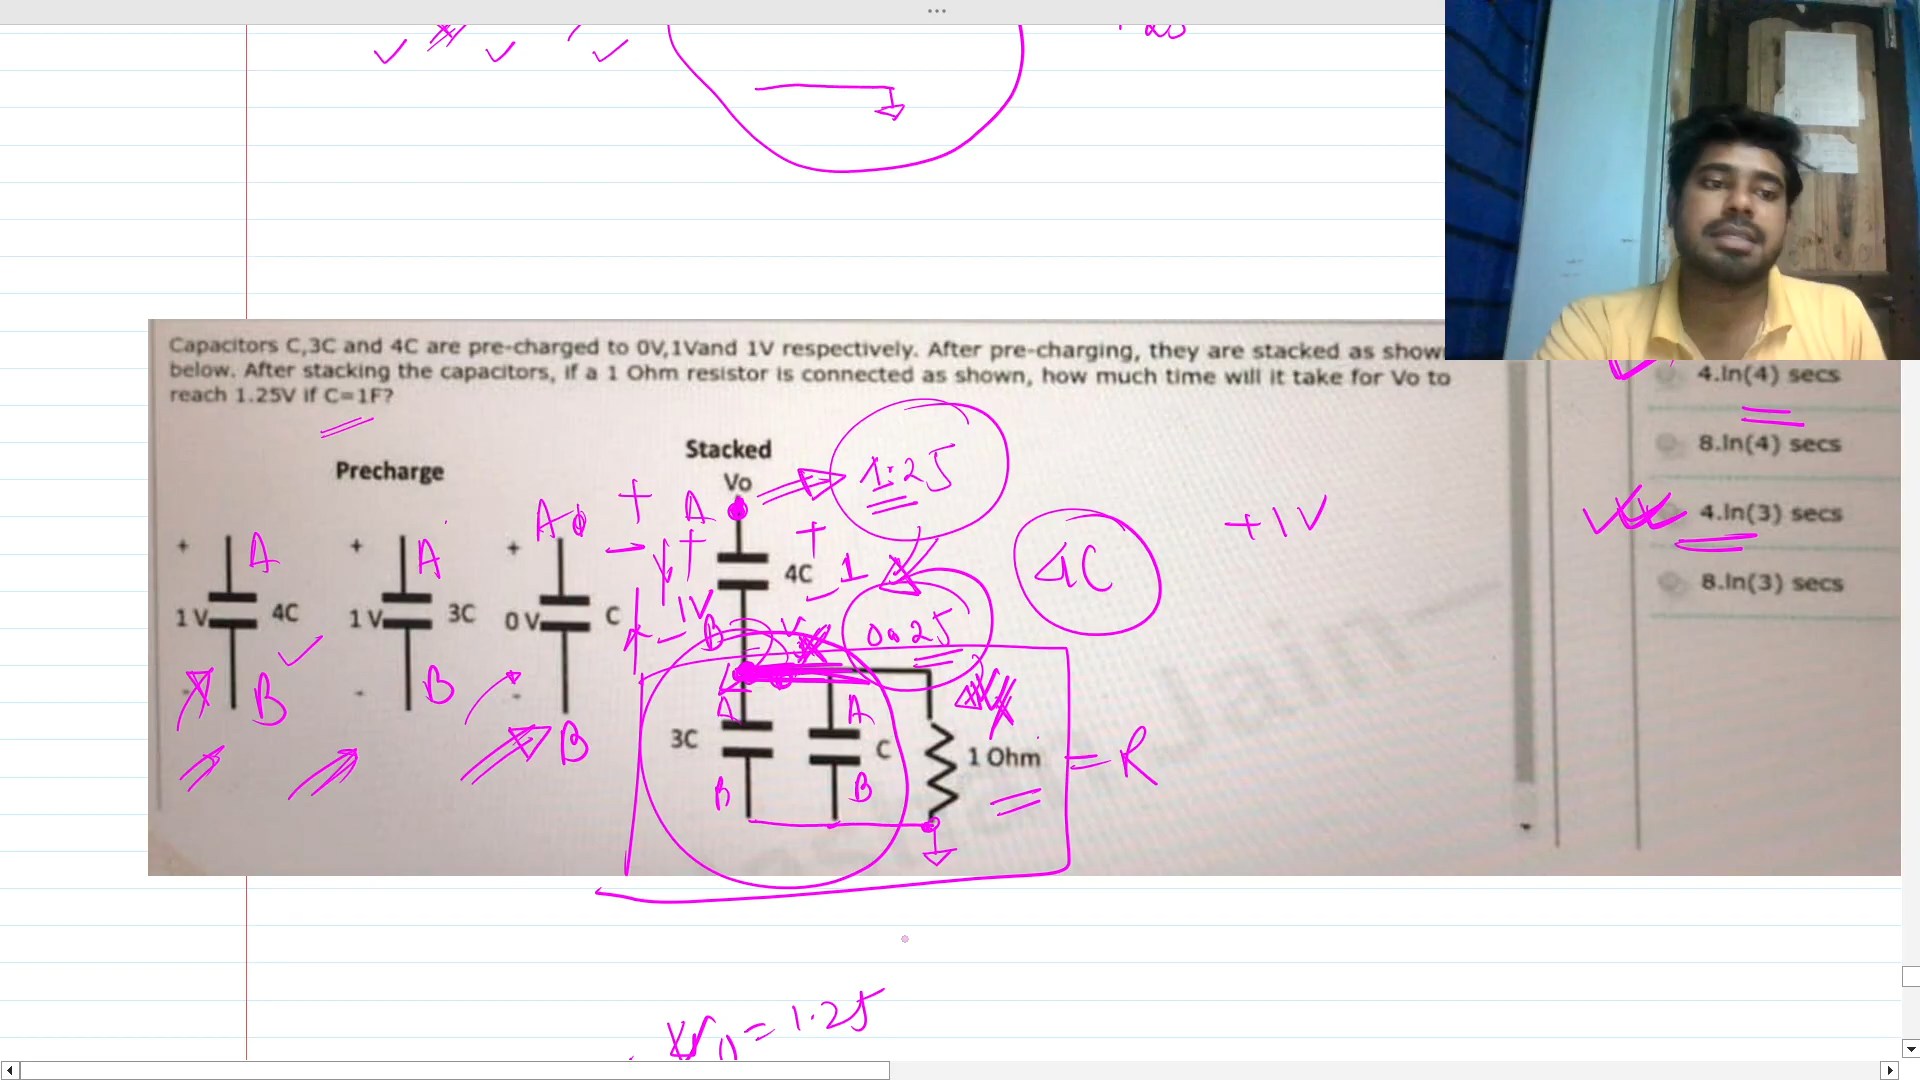 Capacitors C,3C and 4C are pre-charged to 0V,1Vand 1V respectively. After pre-charging, they are stacked as show
below. After stacking the capacitors, if a 1 Ohm resistor is connected as shown, how much time will it take for Vo to
reach 1.25V if C=1F?
4.ln(4) secs
8.ln(4) secs
4.ln(3) secs
8.ln(3) secs
Precharge
Stacked
Vo
1.25
+ A
1 V
4C
- B
+ A
1 V
3C
- B
+ A
0 V
C
- B
+ A
+
+
4C
1
-
- 1V
B
0.25
4C
+1V
A
3C
B
A
C
B
1 Ohm
= R
= 1.25